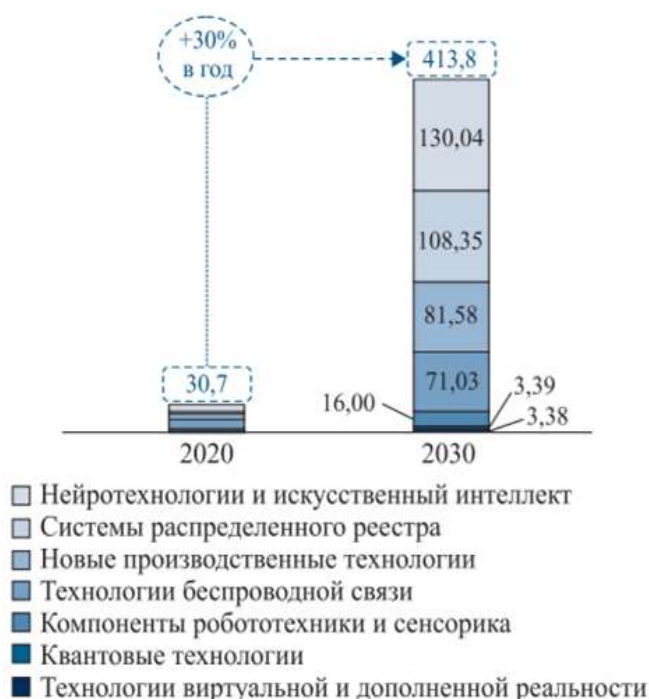 +30%
в год
413,8
130,04
108,35
81,58
71,03
30,7
16,00
3,39
3,38
2020
2030
Нейротехнологии и искусственный интеллект
Системы распределенного реестра
Новые производственные технологии
Технологии беспроводной связи
Компоненты робототехники и сенсорика
Квантовые технологии
Технологии виртуальной и дополненной реальности